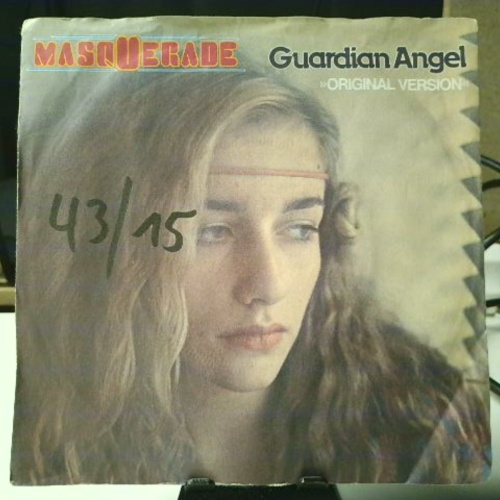 MASQUERADE
Guardian Angel
»ORIGINAL VERSION«
43/15